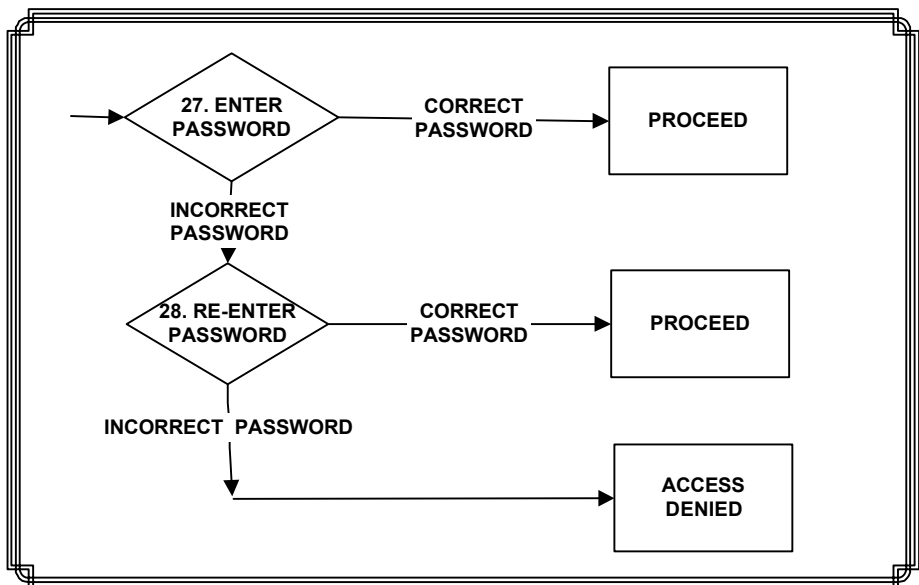 27. ENTER
PASSWORD
CORRECT
PASSWORD
PROCEED
INCORRECT
PASSWORD
28. RE-ENTER
PASSWORD
CORRECT
PASSWORD
PROCEED
INCORRECT PASSWORD
ACCESS
DENIED